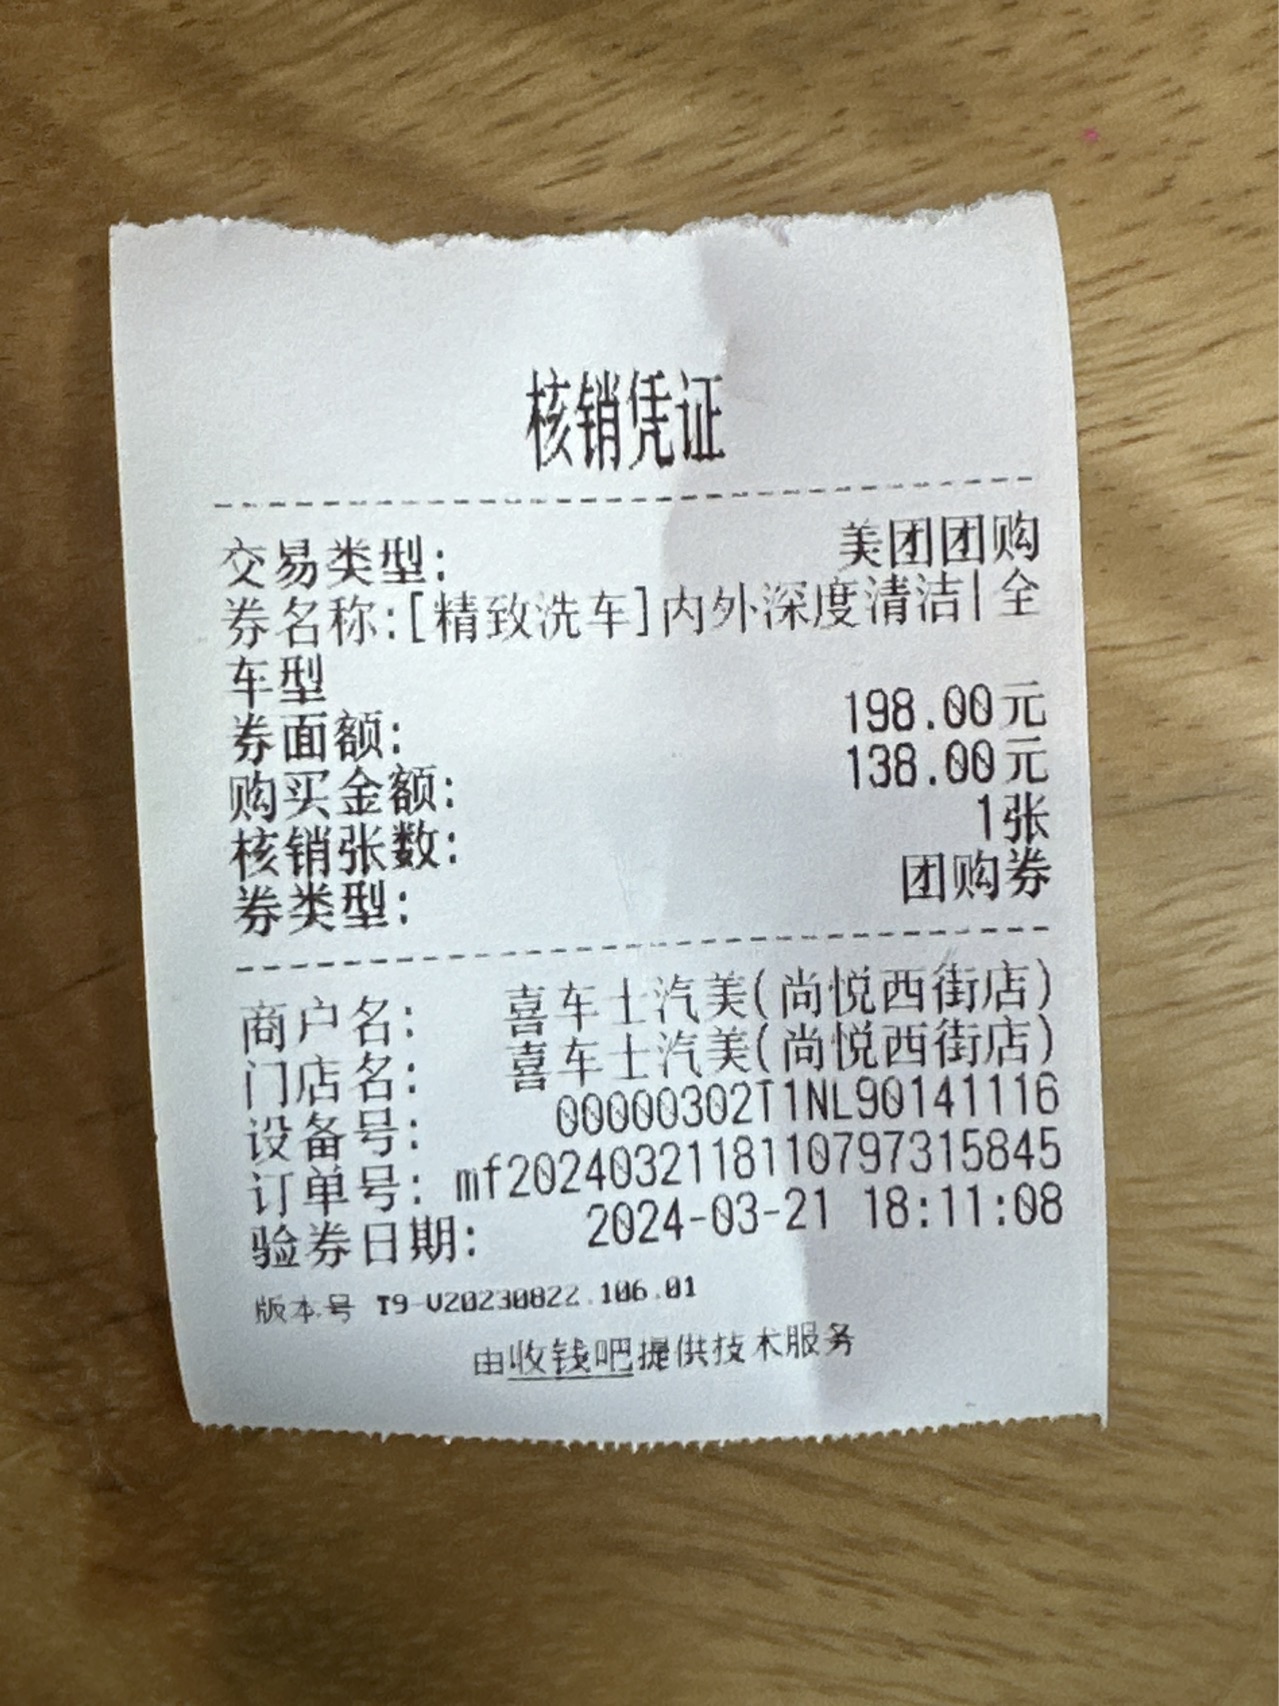 核销凭证
交易类型: 美团团购
券名称:[精致洗车]内外深度清洁|全
车型
券面额: 198.00元
购买金额: 138.00元
核销张数: 1张
券类型: 团购券
商户名: 喜车士汽美(尚悦西街店)
门店名: 喜车士汽美(尚悦西街店)
设备号: 00000302T1NL90141116
订单号: mf2024032118110797315845
验券日期: 2024-03-21 18:11:08
版本号 T9-V20230822.106.01
由收钱吧提供技术服务